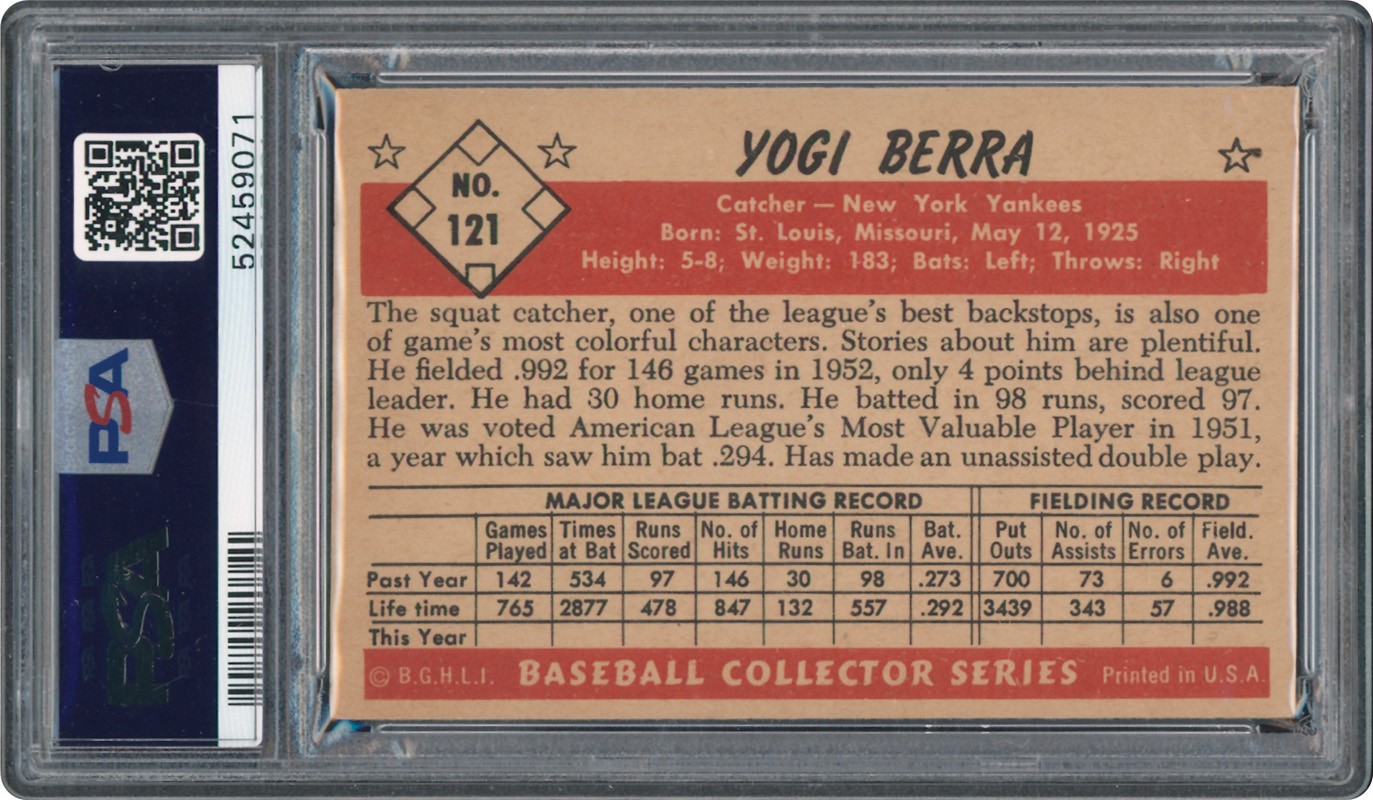 52459071
PSA
PSA
YOGI BERRA
NO.
121
Catcher — New York Yankees
Born: St. Louis, Missouri, May 12, 1925
Height: 5-8; Weight: 183; Bats: Left; Throws: Right
The squat catcher, one of the league's best backstops, is also one
of game's most colorful characters. Stories about him are plentiful.
He fielded .992 for 146 games in 1952, only 4 points behind league
leader. He had 30 home runs. He batted in 98 runs, scored 97.
He was voted American League's Most Valuable Player in 1951,
a year which saw him bat .294. Has made an unassisted double play.
MAJOR LEAGUE BATTING RECORD FIELDING RECORD
Games Times Runs No. of Home Runs Bat. Put No. of No. of Field.
Played at Bat Scored Hits Runs Bat. In Ave. Outs Assists Errors Ave.
Past Year 142 534 97 146 30 98 .273 700 73 6 .992
Life time 765 2877 478 847 132 557 .292 3439 343 57 .988
This Year
© B.G.H.L.I. BASEBALL COLLECTOR SERIES Printed in U.S.A.